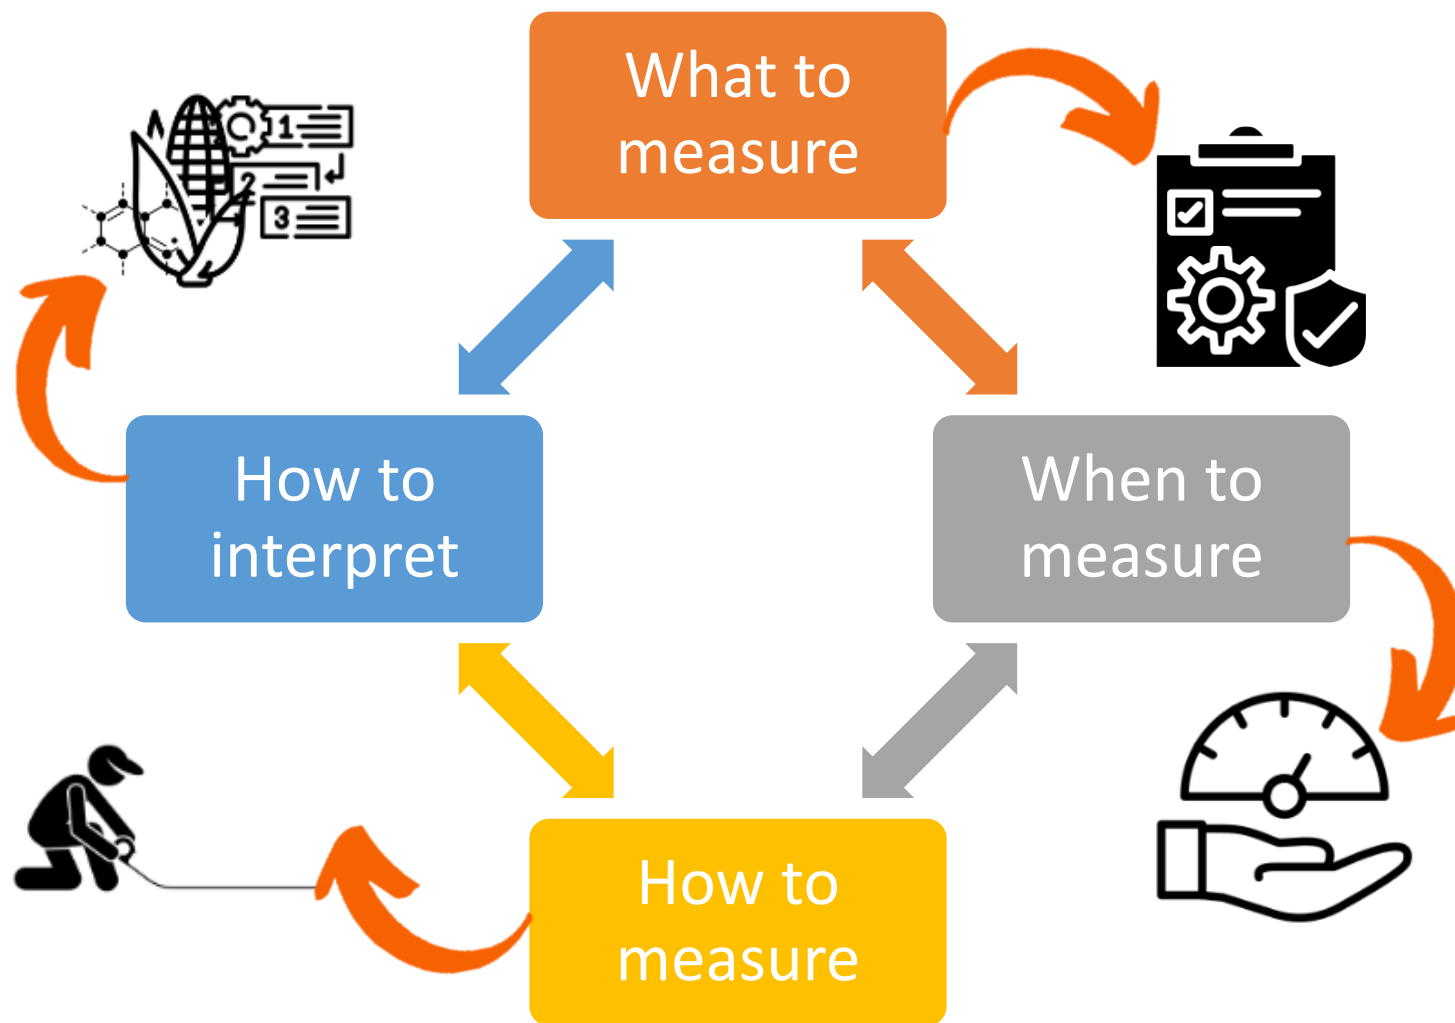 What to
measure
1
2
3
How to
interpret
When to
measure
How to
measure